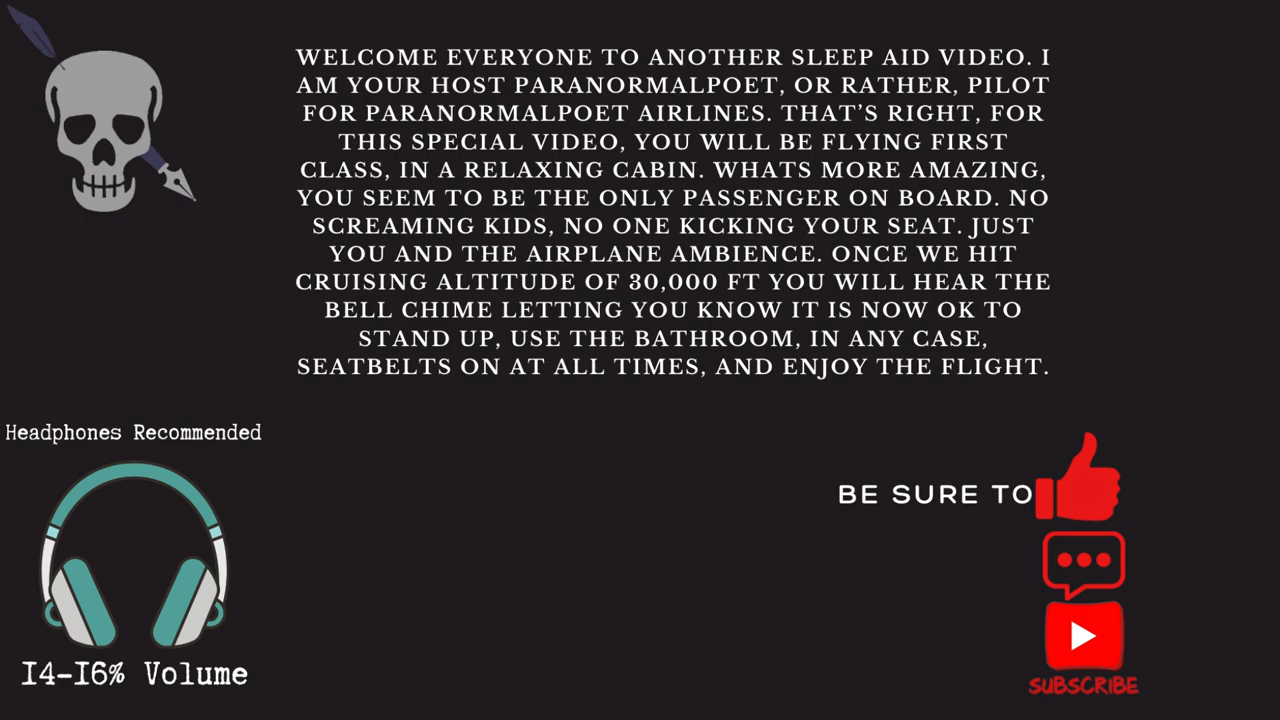 WELCOME EVERYONE TO ANOTHER SLEEP AID VIDEO. I
AM YOUR HOST PARANORMALPOET, OR RATHER, PILOT
FOR PARANORMALPOET AIRLINES. THAT'S RIGHT, FOR
THIS SPECIAL VIDEO, YOU WILL BE FLYING FIRST
CLASS, IN A RELAXING CABIN. WHATS MORE AMAZING,
YOU SEEM TO BE THE ONLY PASSENGER ON BOARD. NO
SCREAMING KIDS, NO ONE KICKING YOUR SEAT. JUST
YOU AND THE AIRPLANE AMBIENCE. ONCE WE HIT
CRUISING ALTITUDE OF 30,000 FT YOU WILL HEAR THE
BELL CHIME LETTING YOU KNOW IT IS NOW OK TO
STAND UP, USE THE BATHROOM, IN ANY CASE,
SEATBELTS ON AT ALL TIMES, AND ENJOY THE FLIGHT.
Headphones Recommended
14-16% Volume
BE SURE TO
SUBSCRIBE